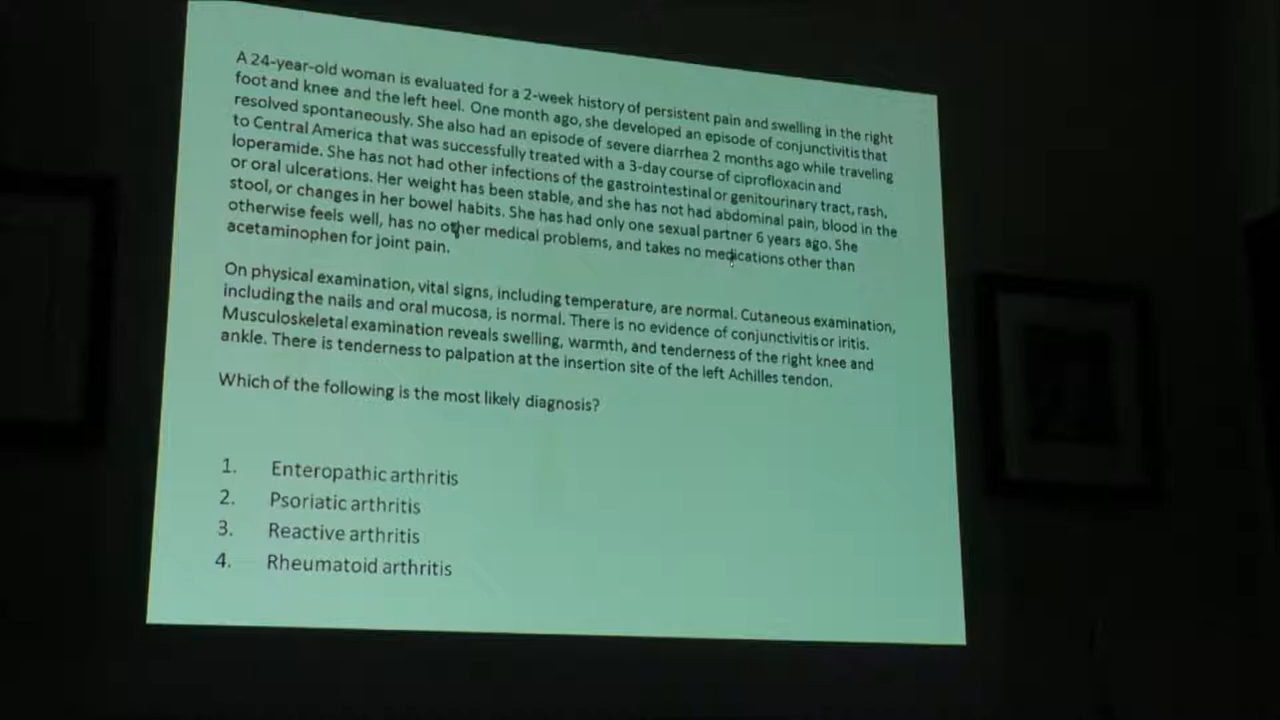 A 24-year-old woman is evaluated for a 2-week history of persistent pain and swelling in the right
foot and knee and the left heel. One month ago, she developed an episode of conjunctivitis that
resolved spontaneously. She also had an episode of severe diarrhea 2 months ago while traveling
to Central America that was successfully treated with a 3-day course of ciprofloxacin and
loperamide. She has not had other infections of the gastrointestinal or genitourinary tract, rash,
or oral ulcerations. Her weight has been stable, and she has not had abdominal pain, blood in the
stool, or changes in her bowel habits. She has had only one sexual partner 6 years ago. She
otherwise feels well, has no other medical problems, and takes no medications other than
acetaminophen for joint pain.
On physical examination, vital signs, including temperature, are normal. Cutaneous examination,
including the nails and oral mucosa, is normal. There is no evidence of conjunctivitis or iritis.
Musculoskeletal examination reveals swelling, warmth, and tenderness of the right knee and
ankle. There is tenderness to palpation at the insertion site of the left Achilles tendon.
Which of the following is the most likely diagnosis?
1. Enteropathic arthritis
2. Psoriatic arthritis
3. Reactive arthritis
4. Rheumatoid arthritis